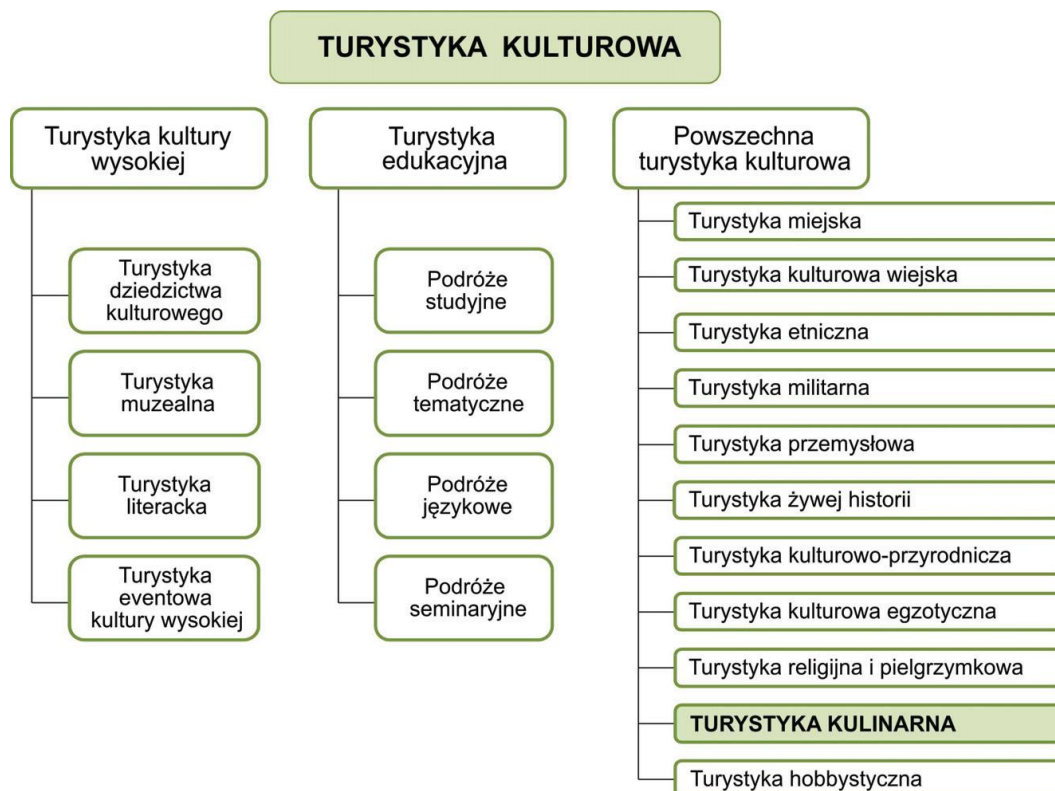 TURYSTYKA KULTUROWA
Turystyka kultury
wysokiej
Turystyka
dziedzictwa
kulturowego
Turystyka
muzealna
Turystyka
literacka
Turystyka
eventowa
kultury wysokiej
Turystyka
edukacyjna
Podróże
studyjne
Podróże
tematyczne
Podróże
językowe
Podróże
seminaryjne
Powszechna
turystyka kulturowa
Turystyka miejska
Turystyka kulturowa wiejska
Turystyka etniczna
Turystyka militarna
Turystyka przemysłowa
Turystyka żywej historii
Turystyka kulturowo-przyrodnicza
Turystyka kulturowa egzotyczna
Turystyka religijna i pielgrzymkowa
TURYSTYKA KULINARNA
Turystyka hobbystyczna